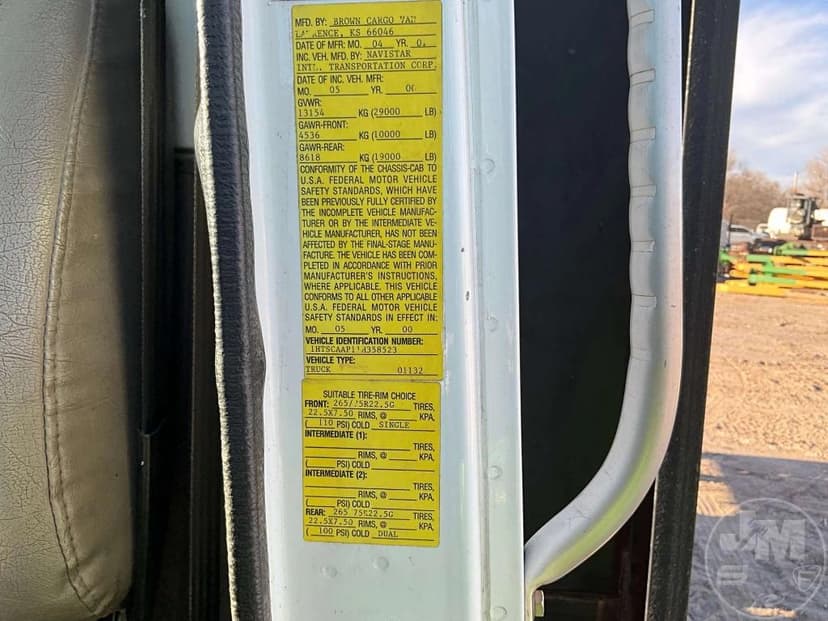 MFD. BY: BROWN CARGO VAN
KS 66046
DATE OF MFR: MO. 04 YR.
INC. VEH. MFD. BY: NAVISTAR
INTL. TRANSPORTATION CORP.
DATE OF INC. VEH. MFR:
MO. 05 YR. 00
GVWR:
13154 KG (29000 LB)
GAWR-FRONT:
4536 KG (10000 LB)
GAWR-REAR:
8618 KG (19000 LB)
CONFORMITY OF THE CHASSIS-CAB TO
U.S.A. FEDERAL MOTOR VEHICLE
SAFETY STANDARDS, WHICH HAVE
BEEN PREVIOUSLY FULLY CERTIFIED BY
THE INCOMPLETE VEHICLE MANUFAC-
TURER OR BY THE INTERMEDIATE VE-
HICLE MANUFACTURER, HAS NOT BEEN
AFFECTED BY THE FINAL-STAGE MANU-
FACTURE. THE VEHICLE HAS BEEN COM-
PLETED IN ACCORDANCE WITH PRIOR
MANUFACTURER'S INSTRUCTIONS,
WHERE APPLICABLE. THIS VEHICLE
CONFORMS TO ALL OTHER APPLICABLE
U.S.A. FEDERAL MOTOR VEHICLE
SAFETY STANDARDS IN EFFECT IN:
MO. 05 YR. 00
VEHICLE IDENTIFICATION NUMBER:
VEHICLE TYPE:
TRUCK 01132
SUITABLE TIRE-RIM CHOICE
FRONT: 265/75R22.5G TIRES,
22.5X7.50 RIMS, @ KPA,
(110 PSI) COLD SINGLE
INTERMEDIATE (1):
TIRES,
RIMS, @ KPA,
( PSI) COLD
INTERMEDIATE (2):
TIRES,
RIMS, @ KPA,
( PSI) COLD
REAR: 265 75R22.5G TIRES,
22.5X7.50 RIMS, @ KPA,
(100 PSI) COLD DUAL
JM